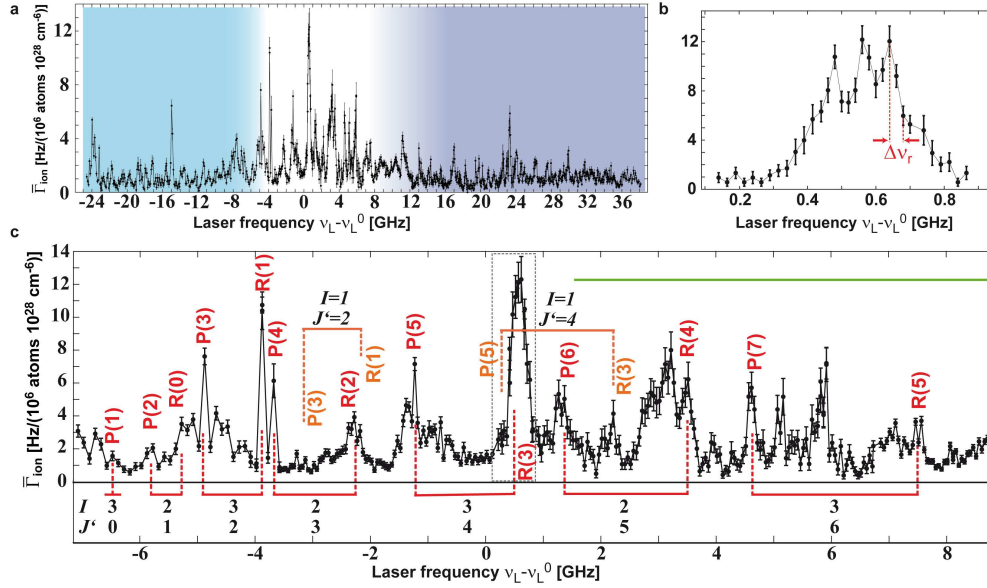 a
Γ̅ion [Hz/(10⁶ atoms 10²⁸ cm⁻⁶)]
12
8
4
0
-24 -20 -16 -12 -8 -4 0 4 8 12 16 20 24 28 32 36
Laser frequency νL-νL⁰ [GHz]
b
12
10
8
6
4
2
0
Δνr
0.2 0.4 0.6 0.8
Laser frequency νL-νL⁰ [GHz]
c
Γ̅ion [Hz/(10⁶ atoms 10²⁸ cm⁻⁶)]
14
12
10
8
6
4
2
0
P(1)
P(2)
R(0)
P(3)
R(1)
P(4)
I=1
J'=2
P(3)
R(1)
R(2)
P(5)
I=1
J'=4
P(5)
R(3)
R(3)
P(6)
R(4)
P(7)
R(5)
I 3 2 3 2 3 2 3
J' 0 1 2 3 4 5 6
-6 -4 -2 0 2 4 6 8
Laser frequency νL-νL⁰ [GHz]